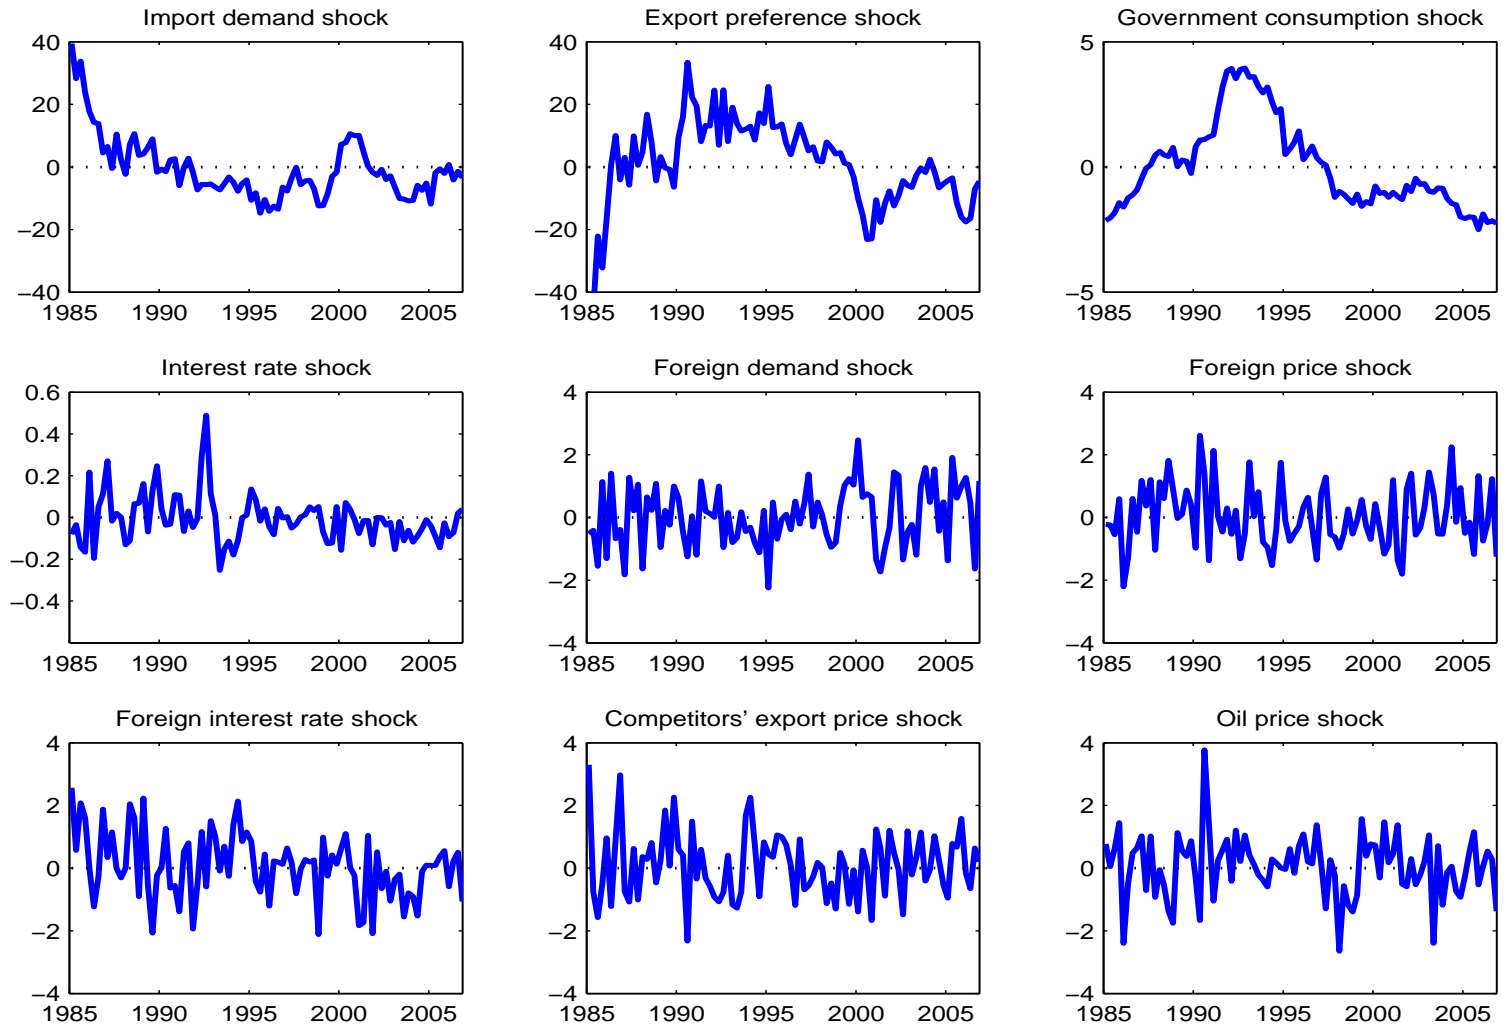 Import demand shock
40
20
0
−20
−40
1985 1990 1995 2000 2005
Export preference shock
40
20
0
−20
−40
1985 1990 1995 2000 2005
Government consumption shock
5
0
−5
1985 1990 1995 2000 2005
Interest rate shock
0.6
0.4
0.2
0
−0.2
−0.4
1985 1990 1995 2000 2005
Foreign demand shock
4
2
0
−2
−4
1985 1990 1995 2000 2005
Foreign price shock
4
2
0
−2
−4
1985 1990 1995 2000 2005
Foreign interest rate shock
4
2
0
−2
−4
1985 1990 1995 2000 2005
Competitors’ export price shock
4
2
0
−2
−4
1985 1990 1995 2000 2005
Oil price shock
4
2
0
−2
−4
1985 1990 1995 2000 2005